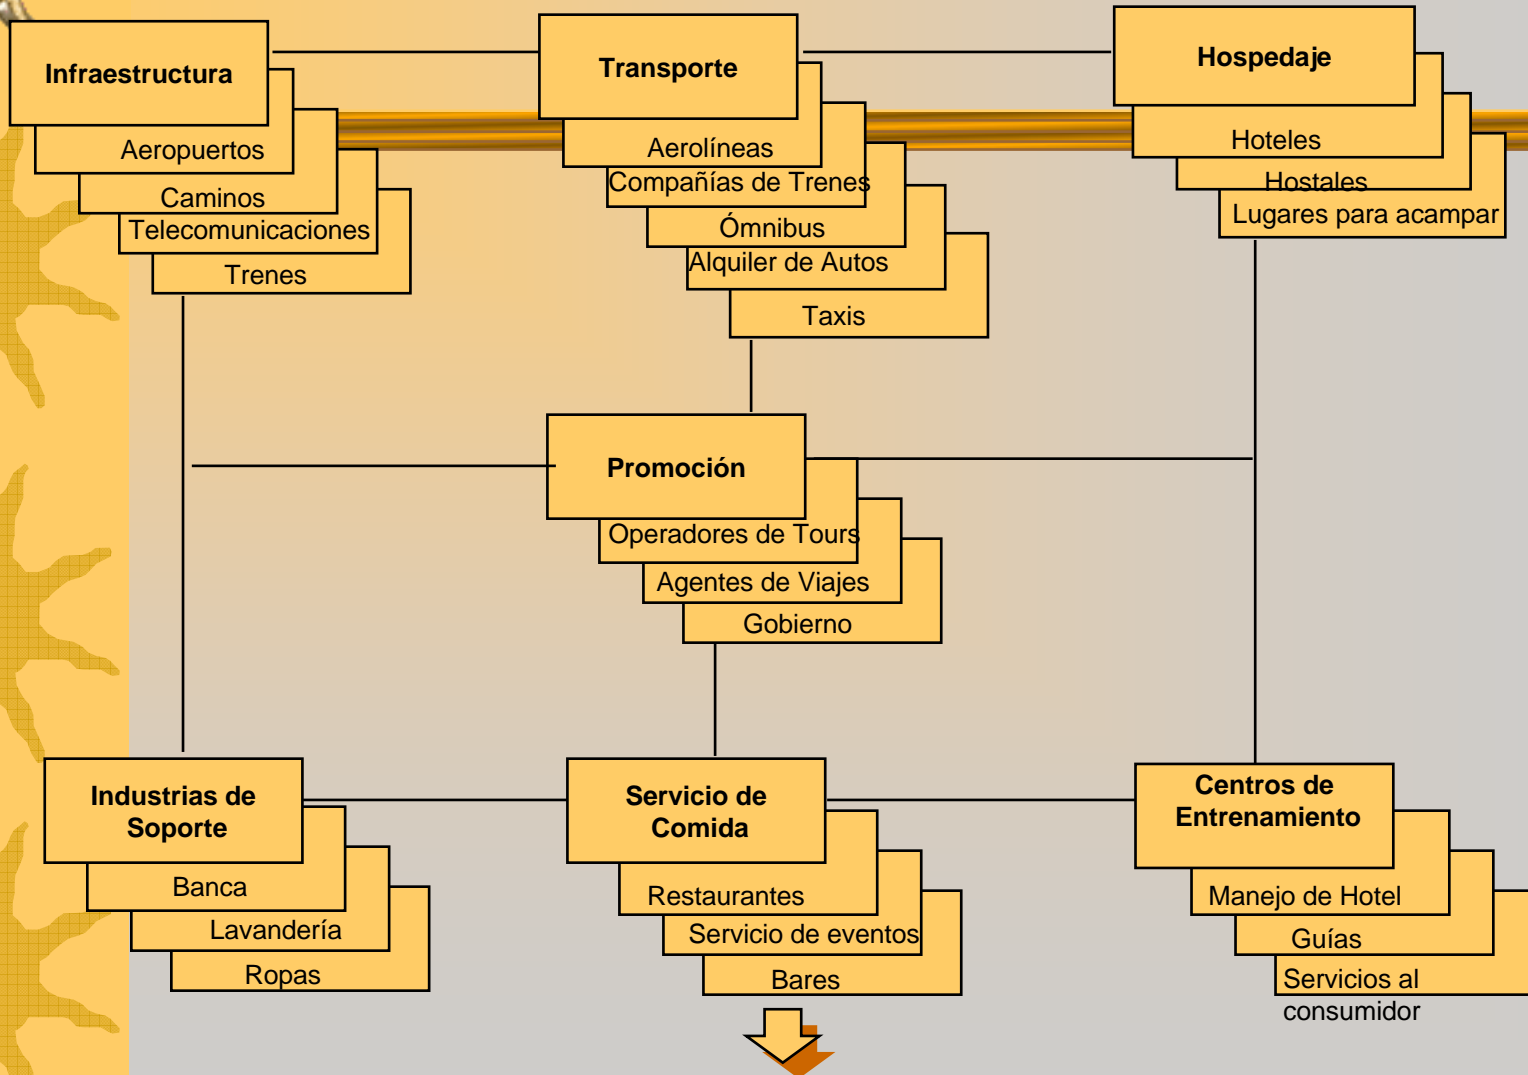 Infraestructura
Aeropuertos
Caminos
Telecomunicaciones
Trenes
Transporte
Aerolíneas
Compañías de Trenes
Ómnibus
Alquiler de Autos
Taxis
Hospedaje
Hoteles
Hostales
Lugares para acampar
Promoción
Operadores de Tours
Agentes de Viajes
Gobierno
Industrias de
Soporte
Banca
Lavandería
Ropas
Servicio de
Comida
Restaurantes
Servicio de eventos
Bares
Centros de
Entrenamiento
Manejo de Hotel
Guías
Servicios al
consumidor